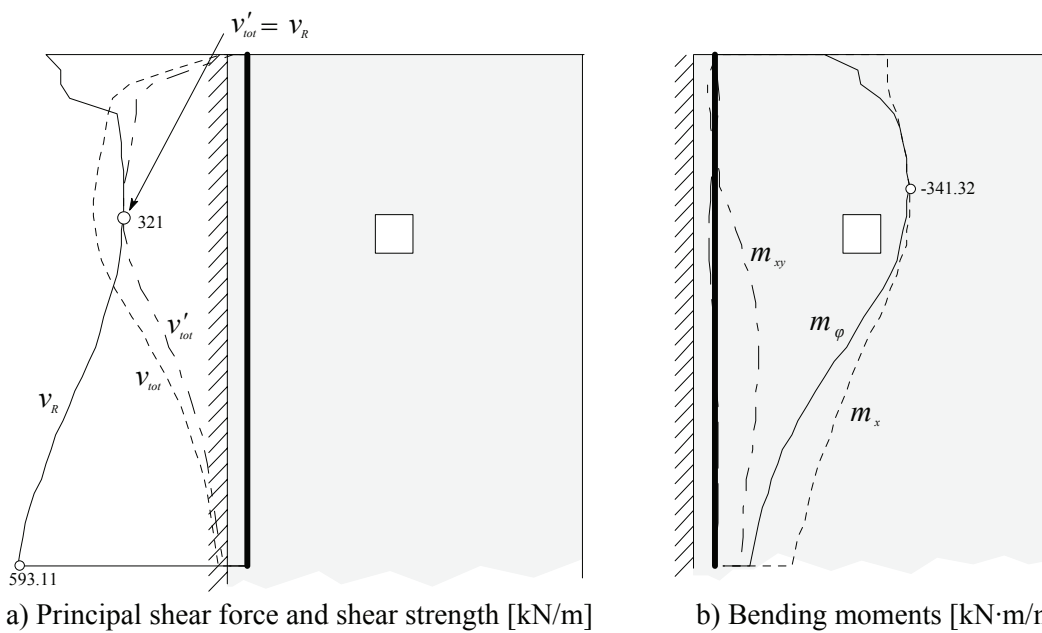 v′tot = vR
321
v′tot
vtot
vR
593.11
a) Principal shear force and shear strength [kN/m]
-341.32
mxy
mφ
mx
b) Bending moments [kN·m/m